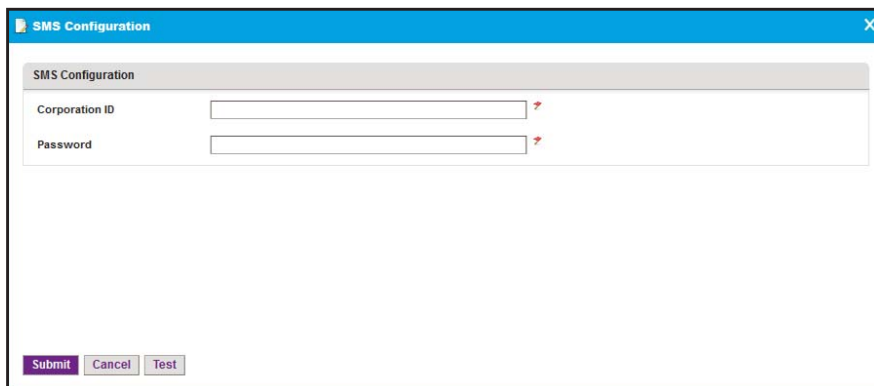 SMS Configuration
SMS Configuration
Corporation ID
Password
Submit Cancel Test